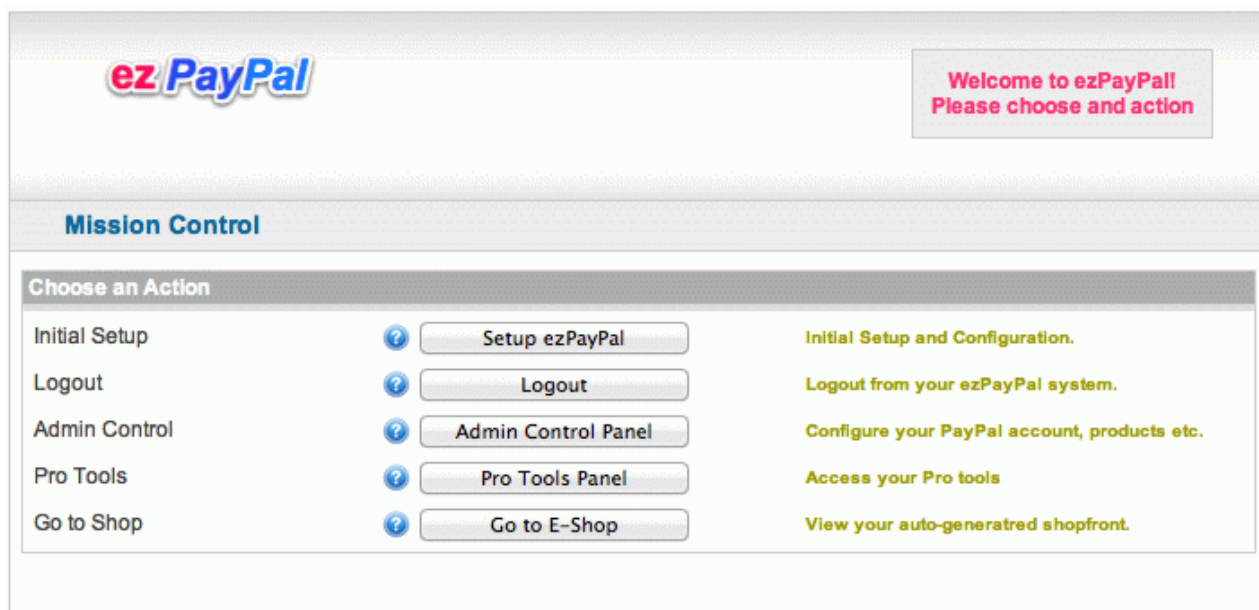 ez PayPal
Welcome to ezPayPal!
Please choose and action
Mission Control
Choose an Action
Initial Setup ? Setup ezPayPal Initial Setup and Configuration.
Logout ? Logout Logout from your ezPayPal system.
Admin Control ? Admin Control Panel Configure your PayPal account, products etc.
Pro Tools ? Pro Tools Panel Access your Pro tools
Go to Shop ? Go to E-Shop View your auto-generatred shopfront.